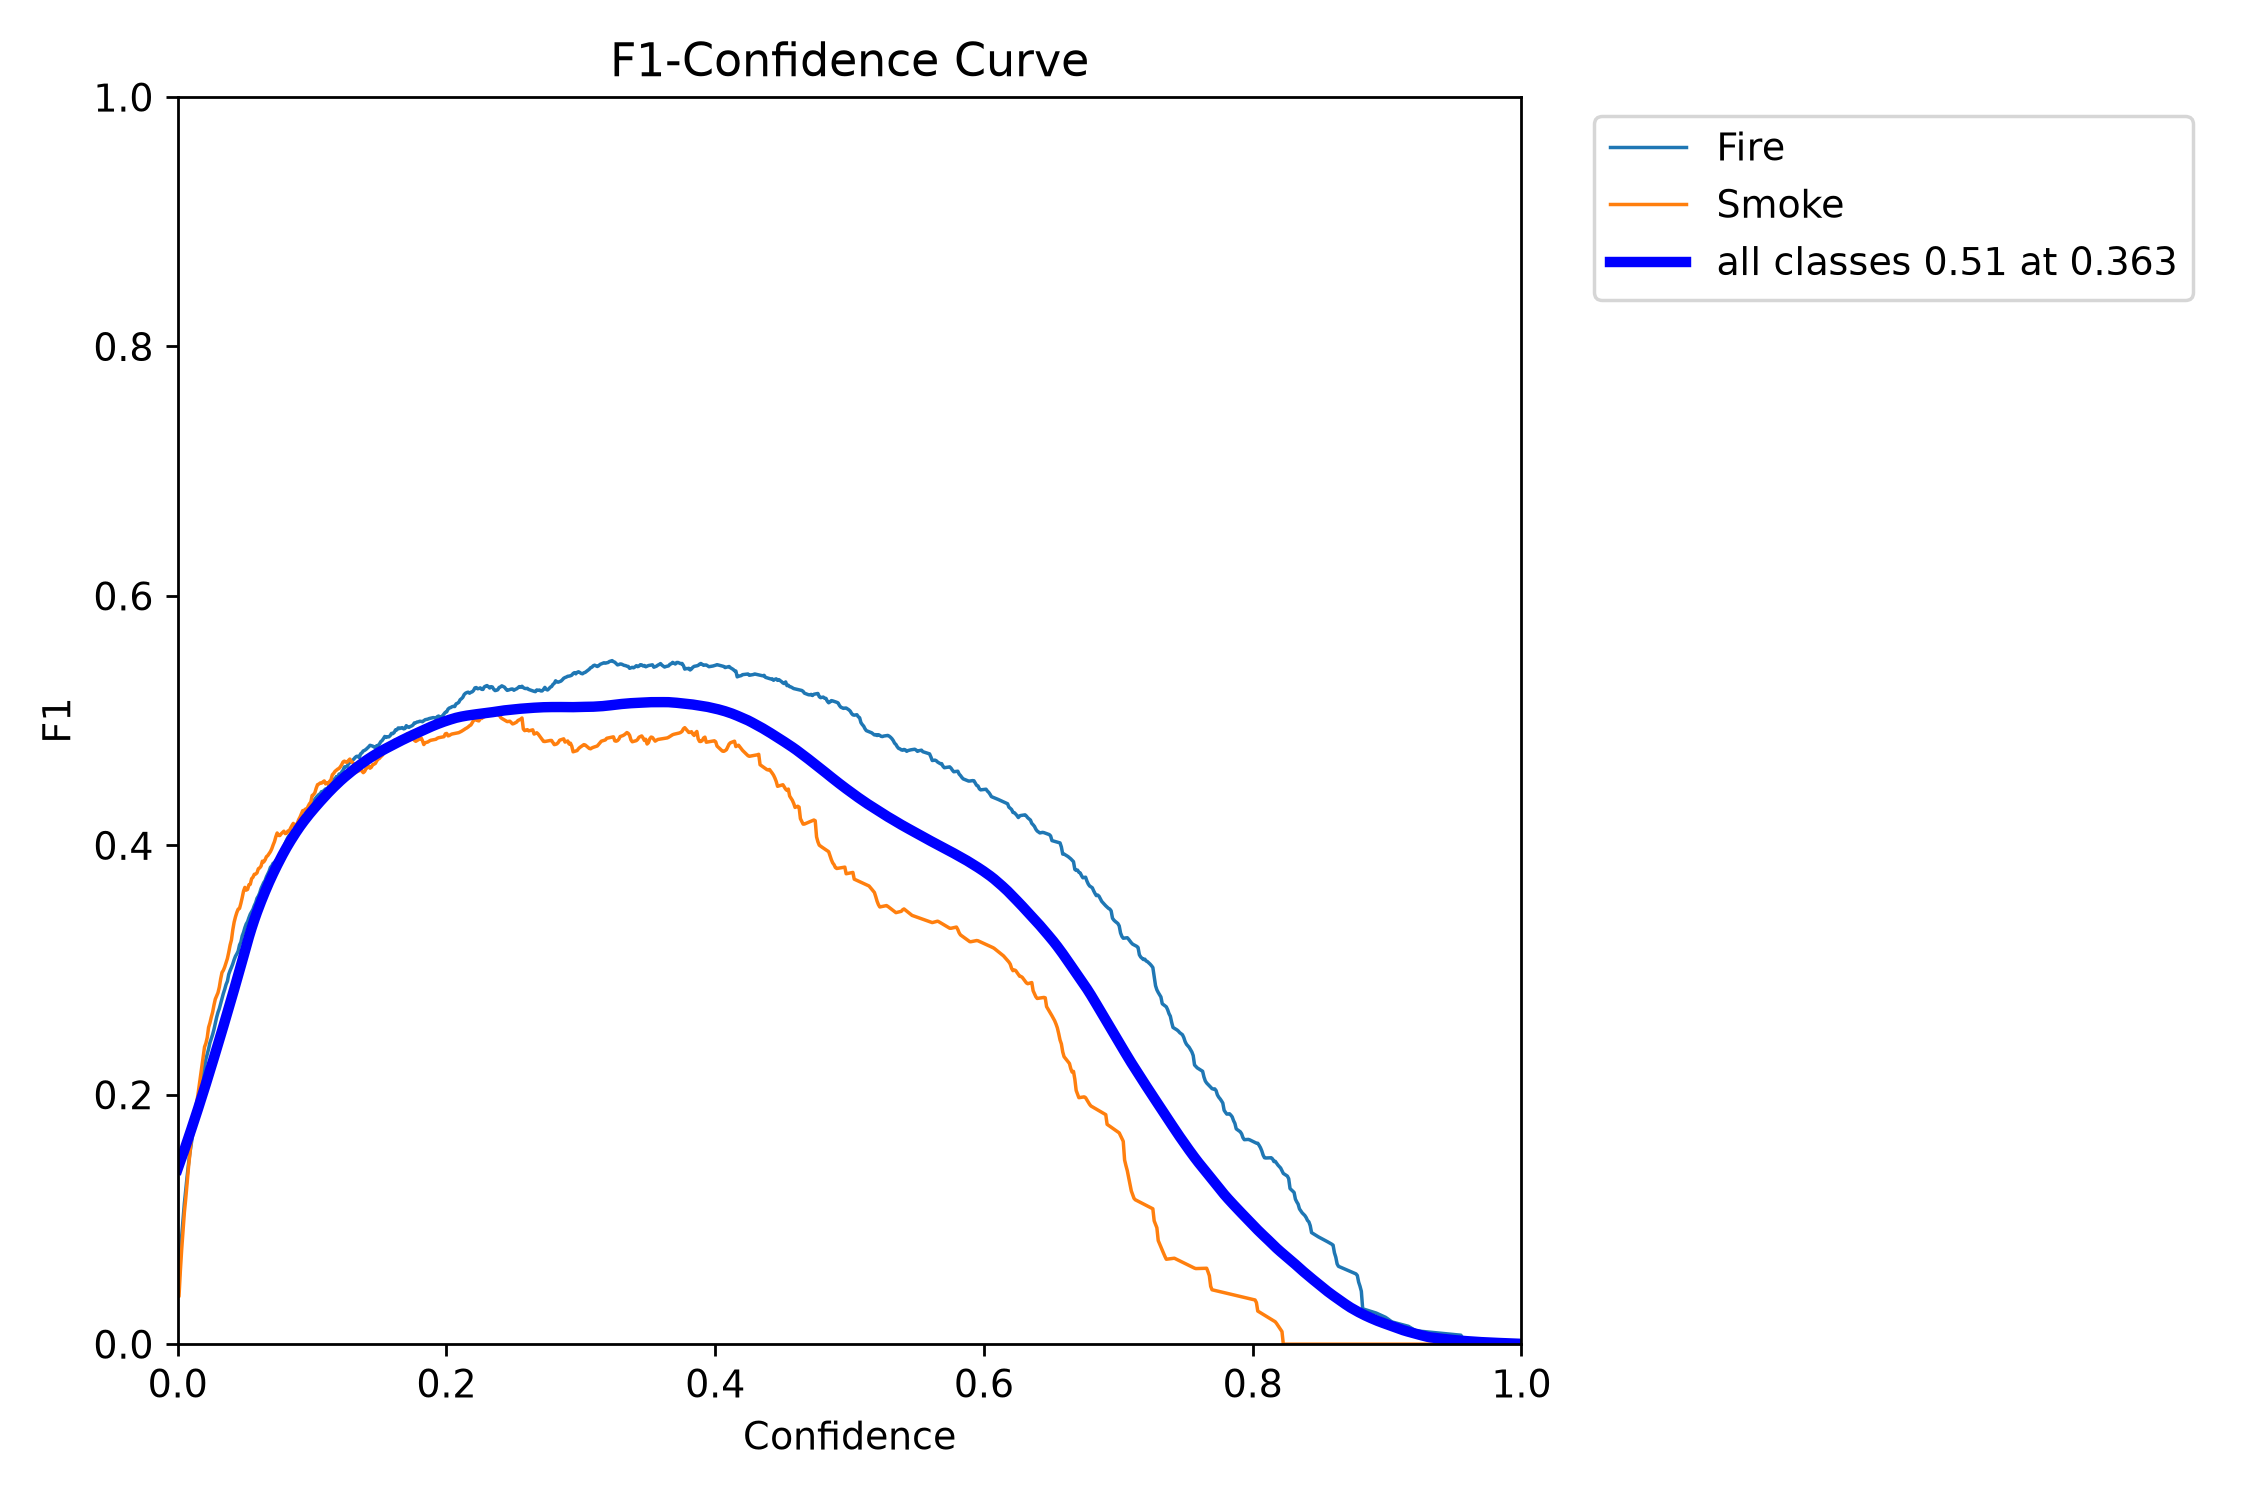 F1-Confidence Curve
1.0
0.8
0.6
0.4
0.2
0.0
F1
0.0 0.2 0.4 0.6 0.8 1.0
Confidence
Fire
Smoke
all classes 0.51 at 0.363